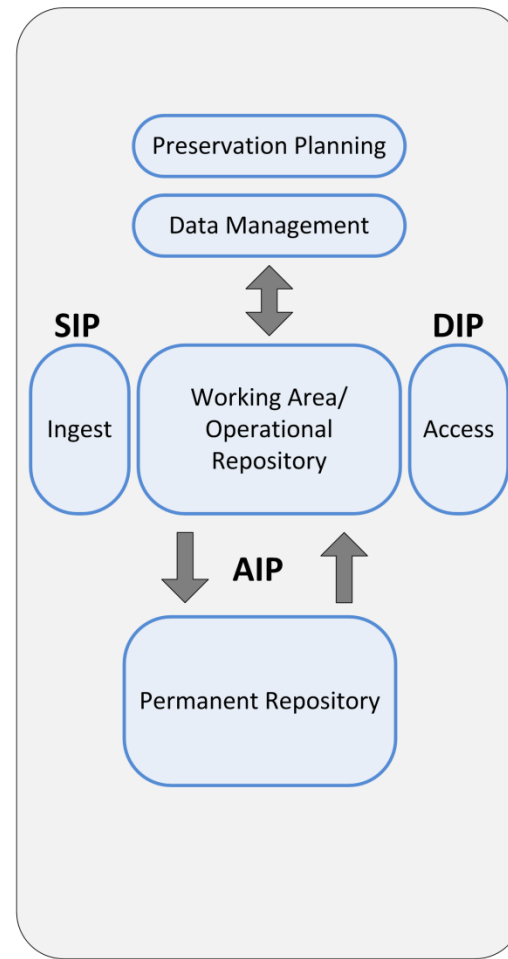 Preservation Planning
Data Management
SIP
DIP
Ingest
Working Area/
Operational
Repository
Access
AIP
Permanent Repository